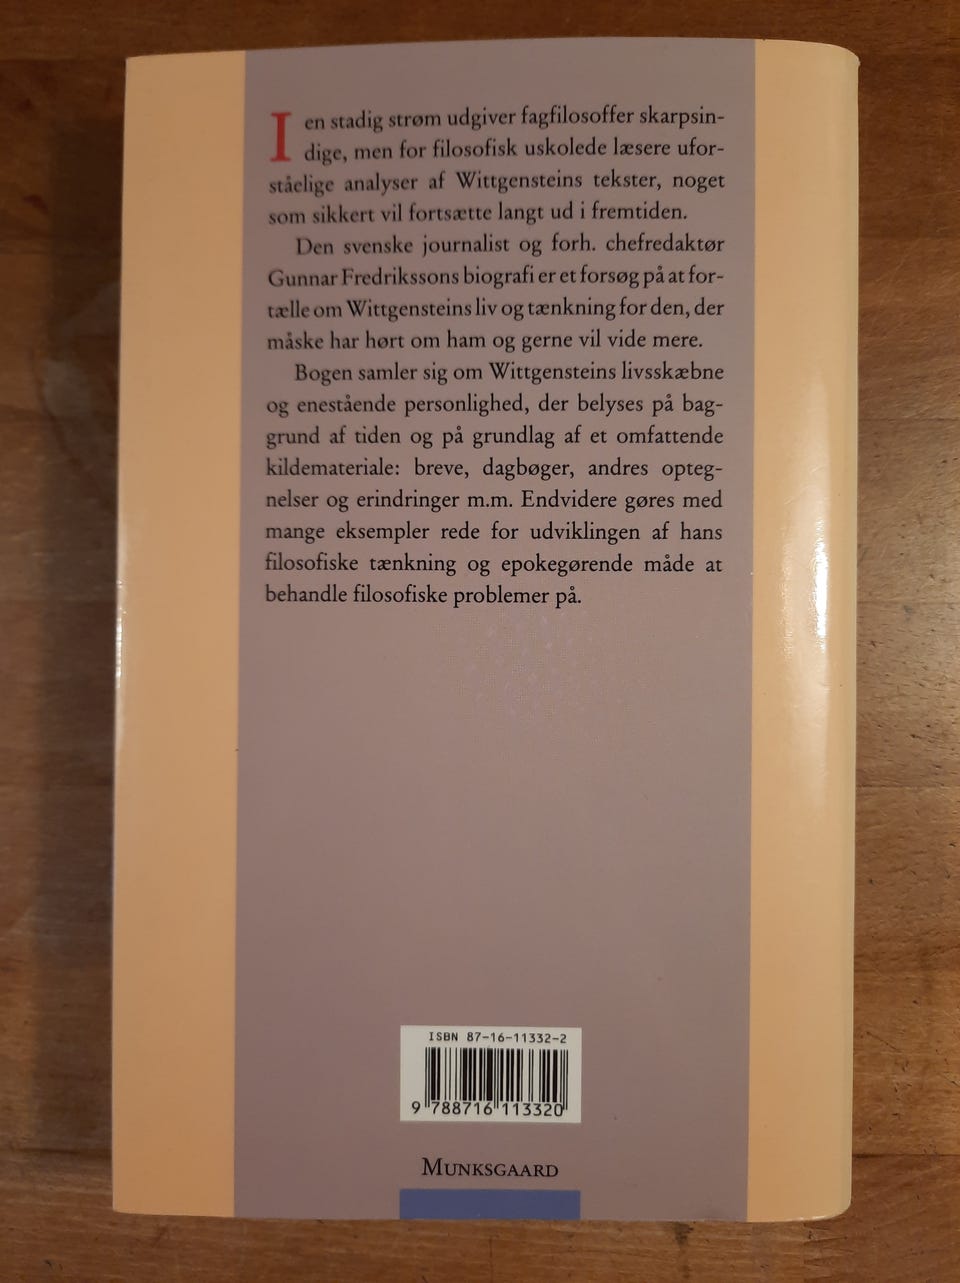 I en stadig strøm udgiver fagfilosoffer skarpsin-
dige, men for filosofisk uskolede læsere ufor-
ståelige analyser af Wittgensteins tekster, noget
som sikkert vil fortsætte langt ud i fremtiden.
Den svenske journalist og forh. chefredaktør
Gunnar Fredrikssons biografi er et forsøg på at for-
tælle om Wittgensteins liv og tænkning for den, der
måske har hørt om ham og gerne vil vide mere.
Bogen samler sig om Wittgensteins livsskæbne
og enestående personlighed, der belyses på bag-
grund af tiden og på grundlag af et omfattende
kildemateriale: breve, dagbøger, andres opteg-
nelser og erindringer m.m. Endvidere gøres med
mange eksempler rede for udviklingen af hans
filosofiske tænkning og epokegørende måde at
behandle filosofiske problemer på.
ISBN 87-16-11332-2
9 788716 113320
MUNKSGAARD